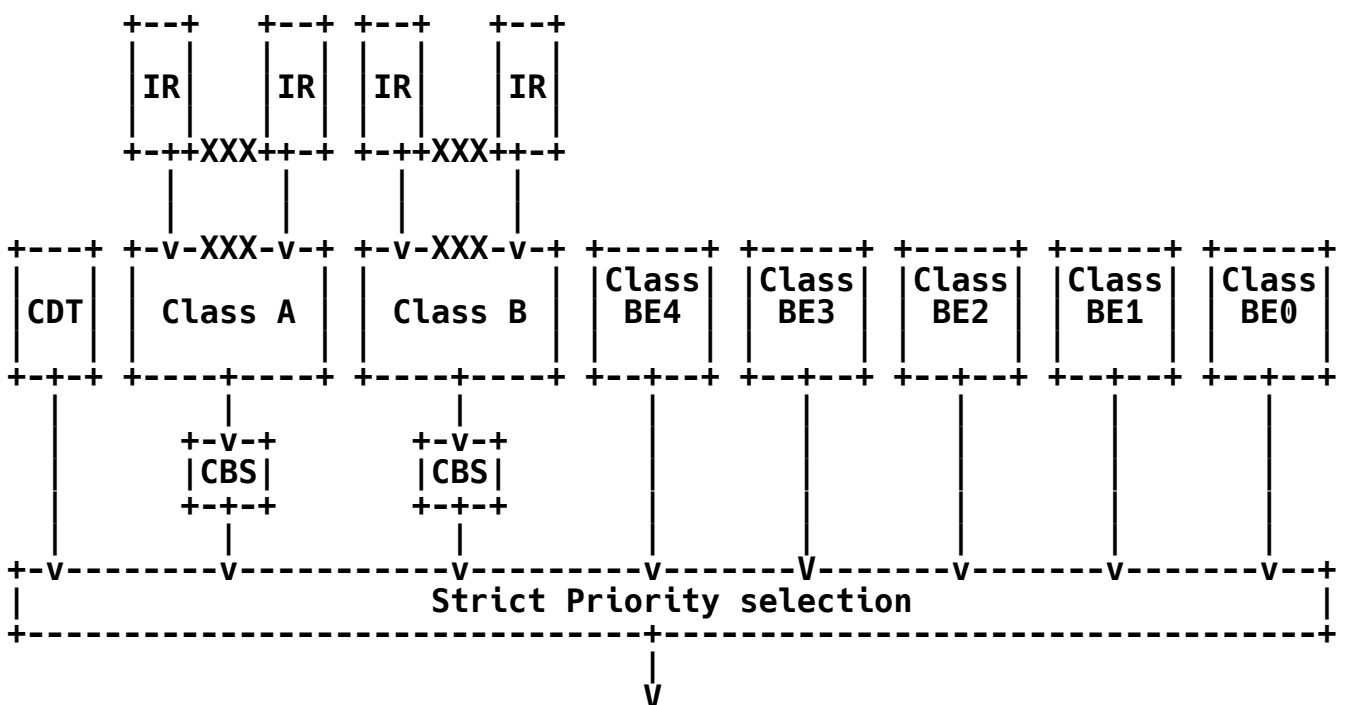 IR IR IR IR
XXX XXX
XXX XXX
Class Class Class Class Class
CDT Class A Class B BE4 BE3 BE2 BE1 BE0
CBS CBS
Strict Priority selection